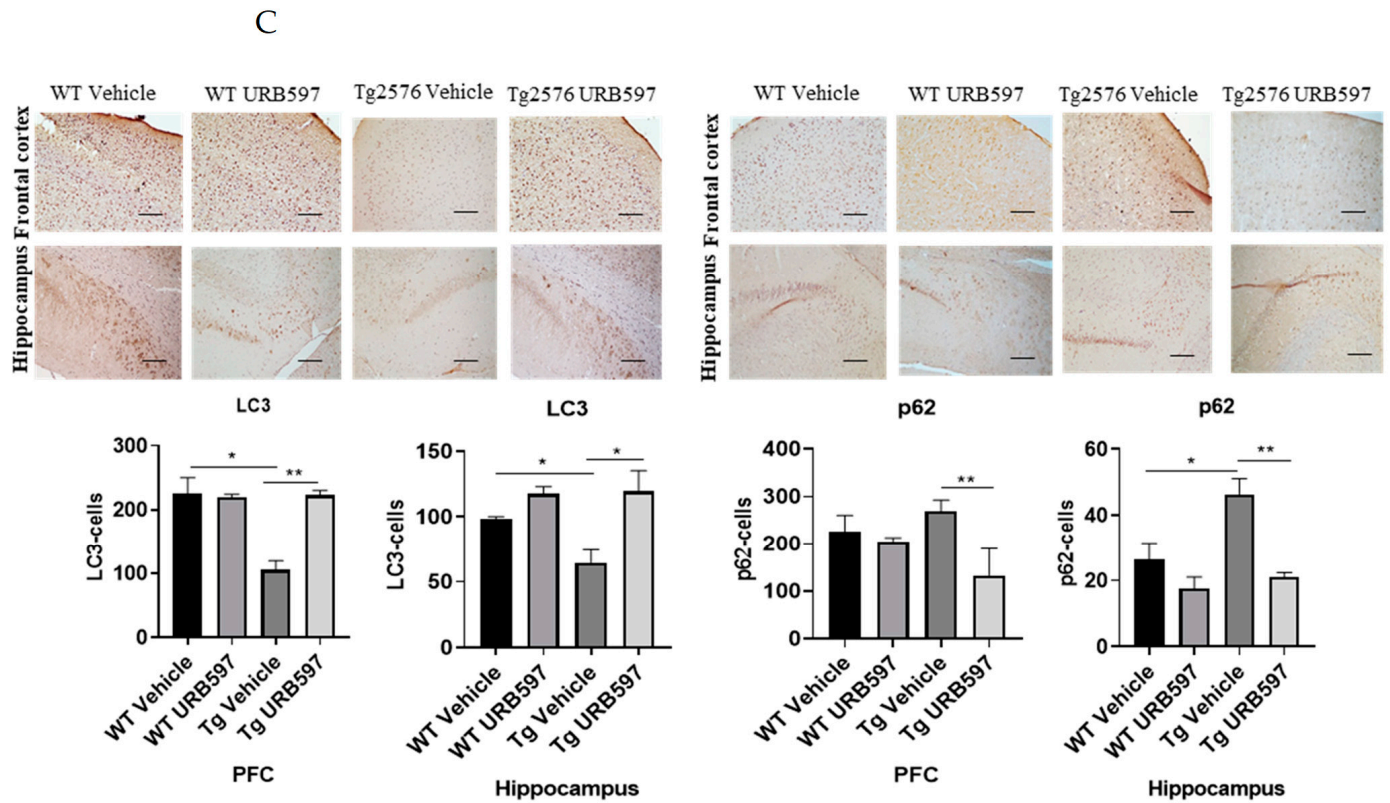 C
WT Vehicle WT URB597 Tg2576 Vehicle Tg2576 URB597
Frontal cortex
Hippocampus
WT Vehicle WT URB597 Tg2576 Vehicle Tg2576 URB597
Frontal cortex
Hippocampus
LC3
300
200
100
0
LC3-cells
*
**
WT Vehicle
WT URB597
Tg Vehicle
Tg URB597
PFC
LC3
150
100
50
0
LC3-cells
*
*
WT Vehicle
WT URB597
Tg Vehicle
Tg URB597
Hippocampus
p62
400
300
200
100
0
p62-cells
**
WT Vehicle
WT URB597
Tg Vehicle
Tg URB597
PFC
p62
60
40
20
0
p62-cells
*
**
WT Vehicle
WT URB597
Tg Vehicle
Tg URB597
Hippocampus